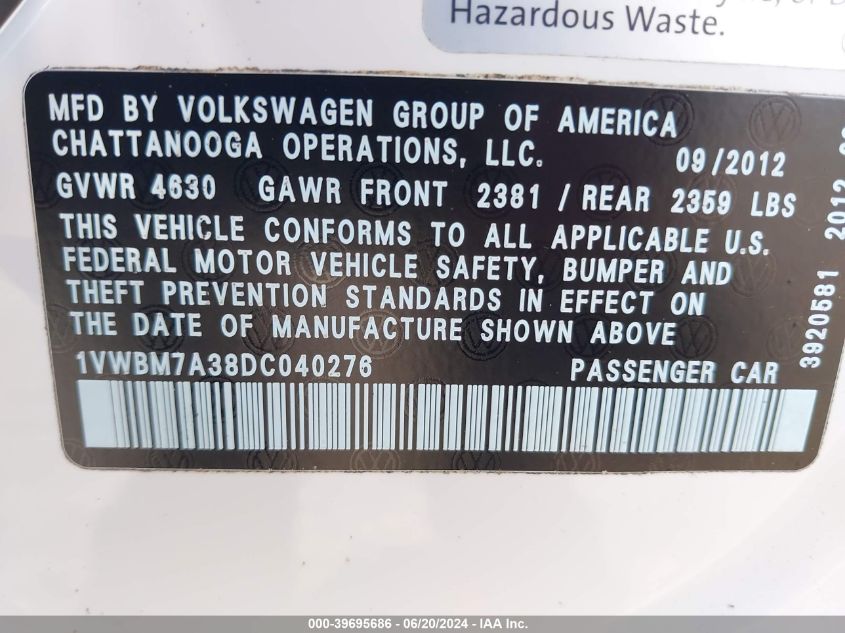 Hazardous Waste.
MFD BY VOLKSWAGEN GROUP OF AMERICA
CHATTANOOGA OPERATIONS, LLC. 09/2012
GVWR 4630 GAWR FRONT 2381 / REAR 2359 LBS
THIS VEHICLE CONFORMS TO ALL APPLICABLE U.S.
FEDERAL MOTOR VEHICLE SAFETY, BUMPER AND
THEFT PREVENTION STANDARDS IN EFFECT ON
THE DATE OF MANUFACTURE SHOWN ABOVE
1VWBM7A38DC040276 PASSENGER CAR
3920581 2012
000-39695686 - 06/20/2024 - IAA Inc.